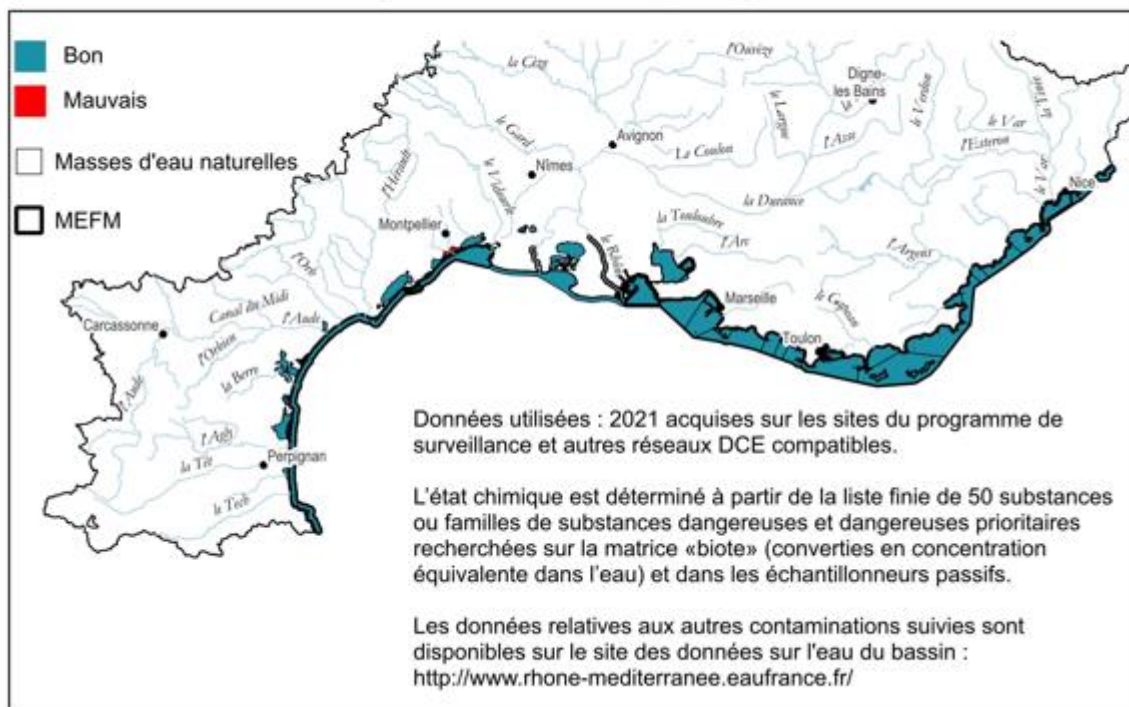 Bon
Mauvais
Masses d'eau naturelles
MEFM
la Cèze
l'Ouvèze
Digne-
les Bains
le Verdon
la Tinée
le Largue
l'Asse
le Var
l'Esteron
le Var
Nice
le Gard
Avignon
Le Coulon
Nîmes
le Vidourle
l'Hérault
la Durance
Montpellier
la Touloubre
l'Arc
le Rhône
l'Argens
l'Orb
Marseille
le Gapeau
Toulon
Canal du Midi
l'Aude
Carcassonne
l'Orbieu
la Berre
l'Aude
l'Agly
la Têt
Perpignan
le Tech
Données utilisées : 2021 acquises sur les sites du programme de
surveillance et autres réseaux DCE compatibles.
L'état chimique est déterminé à partir de la liste finie de 50 substances
ou familles de substances dangereuses et dangereuses prioritaires
recherchées sur la matrice «biote» (converties en concentration
équivalente dans l'eau) et dans les échantillonneurs passifs.
Les données relatives aux autres contaminations suivies sont
disponibles sur le site des données sur l'eau du bassin :
http://www.rhone-mediterranee.eaufrance.fr/